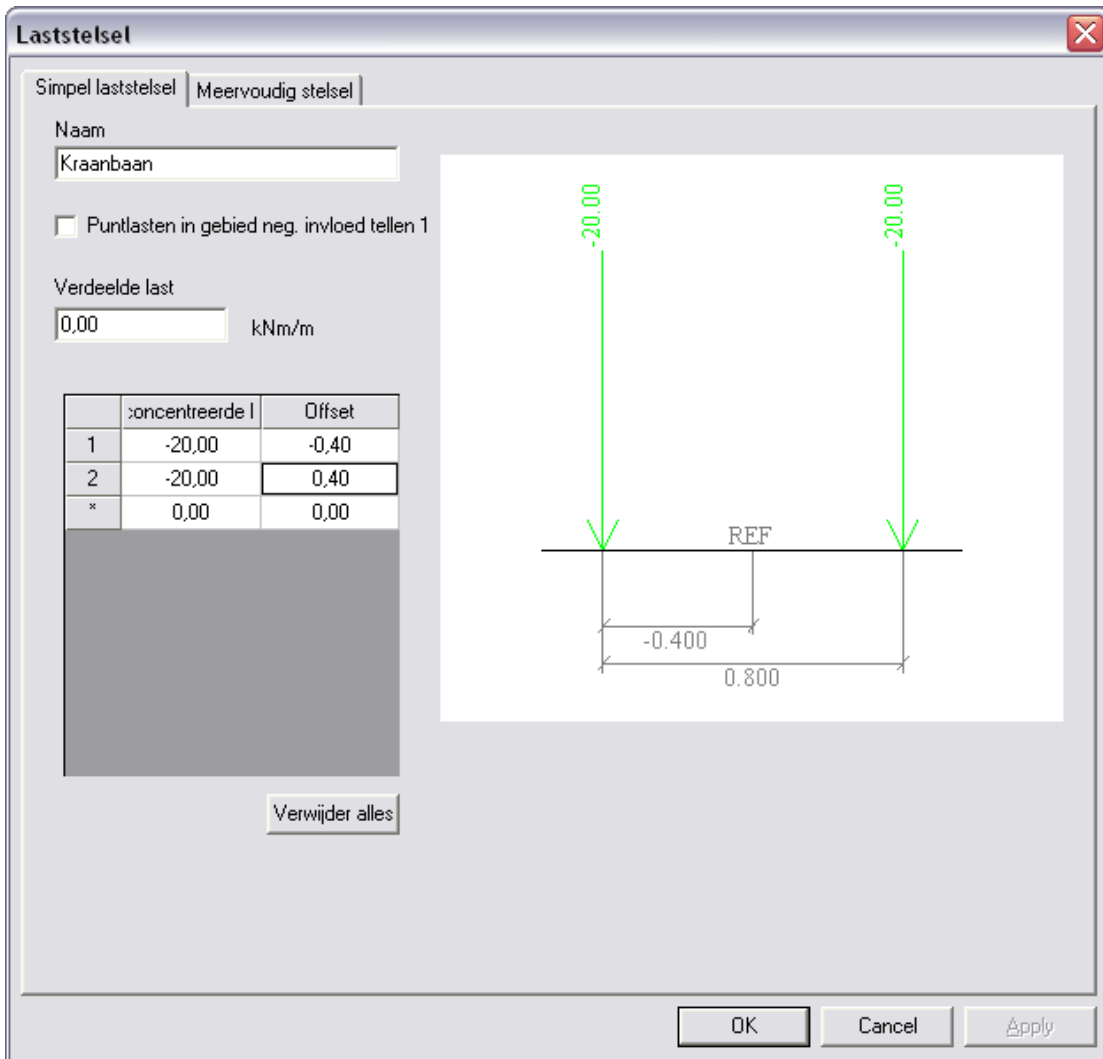 Laststelsel
Simpel laststelsel
Meervoudig stelsel
Naam
Kraanbaan
Puntlasten in gebied neg. invloed tellen 1
Verdeelde last
0,00
kNm/m
concentreerde l
Offset
1
-20,00
-0,40
2
-20,00
0,40
*
0,00
0,00
Verwijder alles
-20.00
-20.00
REF
-0.400
0.800
OK
Cancel
Apply